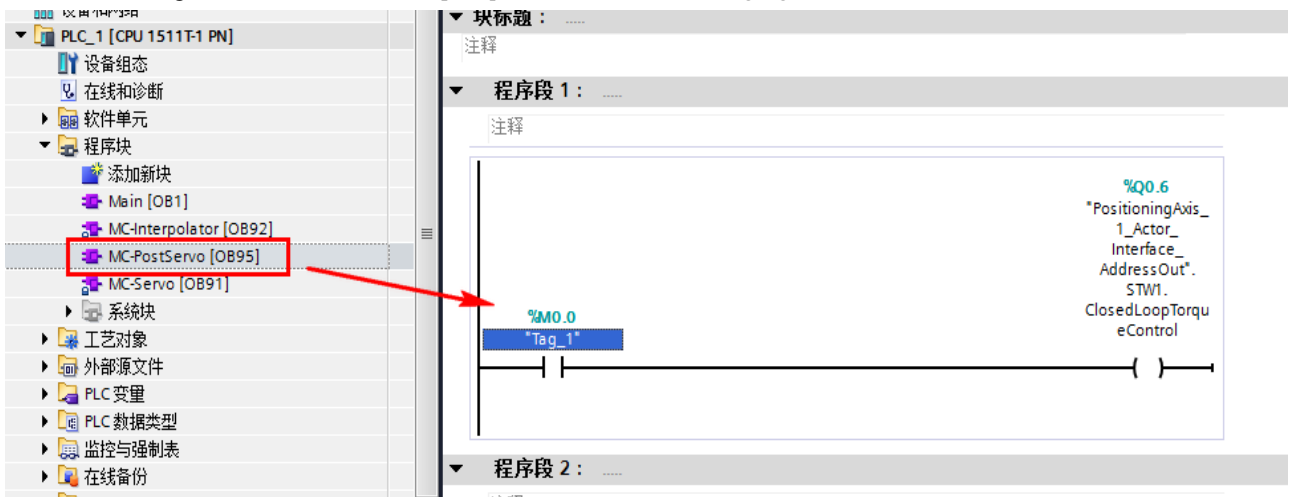 PLC_1 [CPU 1511T-1 PN]
设备组态
在线和诊断
软件单元
程序块
添加新块
Main [OB1]
MC-Interpolator [OB92]
MC-PostServo [OB95]
MC-Servo [OB91]
系统块
工艺对象
外部源文件
PLC 变量
PLC 数据类型
监控与强制表
在线备份
块标题： .....
注释
程序段 1： .....
注释
%Q0.6
"PositioningAxis_
1_Actor_
Interface_
AddressOut".
STW1.
ClosedLoopTorqu
eControl
%M0.0
"Tag_1"
程序段 2： .....